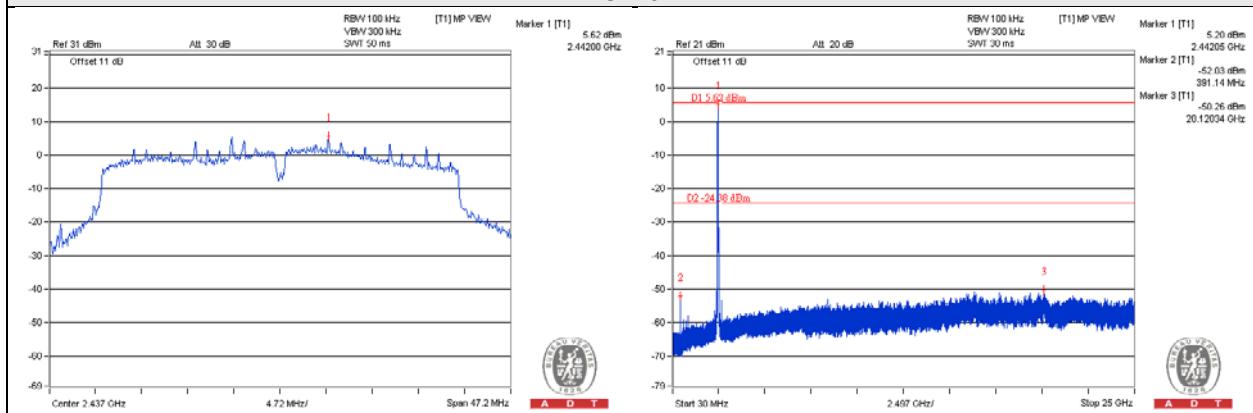 RBW 100 kHz
[T1] MP VIEW
VBW 300 kHz
Ref 31 dBm
Att 30 dB
SWT 50 ms
Marker 1 [T1]
5.62 dBm
2.44200 GHz
31
Offset 11 dB
20
10
1
0
-10
-20
-30
-40
-50
-60
-69
Center 2.437 GHz
4.72 MHz/
Span 47.2 MHz
BUREAU VERITAS
1828
A D T
RBW 100 kHz
[T1] MP VIEW
VBW 300 kHz
Ref 21 dBm
Att 20 dB
SWT 30 ms
Marker 1 [T1]
5.20 dBm
2.44205 GHz
Marker 2 [T1]
-52.03 dBm
391.14 MHz
Marker 3 [T1]
-50.26 dBm
20.12034 GHz
21
Offset 11 dB
10
1
D1 5.62 dBm
0
-10
-20
D2 -24.38 dBm
-30
-40
2
3
-50
-60
-70
-79
Start 30 MHz
2.497 GHz/
Stop 25 GHz
BUREAU VERITAS
1828
A D T